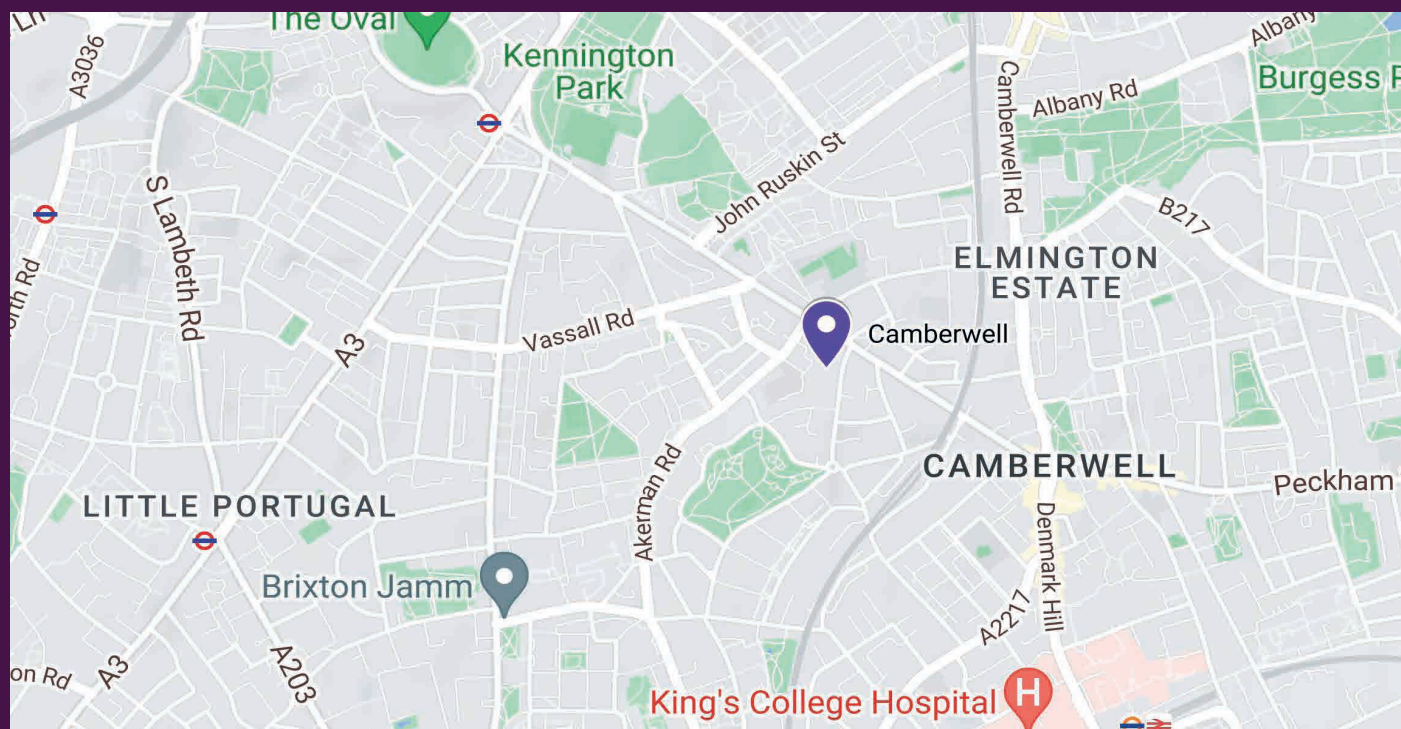 Ln
The Oval
A3036
Kennington
Park
Camberwell Rd
Albany Rd
Albany
Burgess P
S Lambeth Rd
John Ruskin St
B217
ELMINGTON
ESTATE
Vassall Rd
A3
Camberwell
Akerman Rd
CAMBERWELL
Peckham
LITTLE PORTUGAL
Brixton Jamm
Denmark Hill
A2217
on Rd
A3
A203
King's College Hospital
H